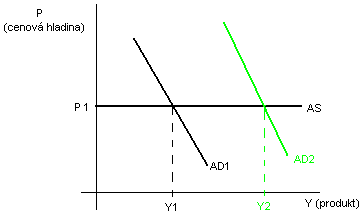 P
(cenová hladina)
P 1
AS
AD1
AD2
Y1
Y2
Y (produkt)